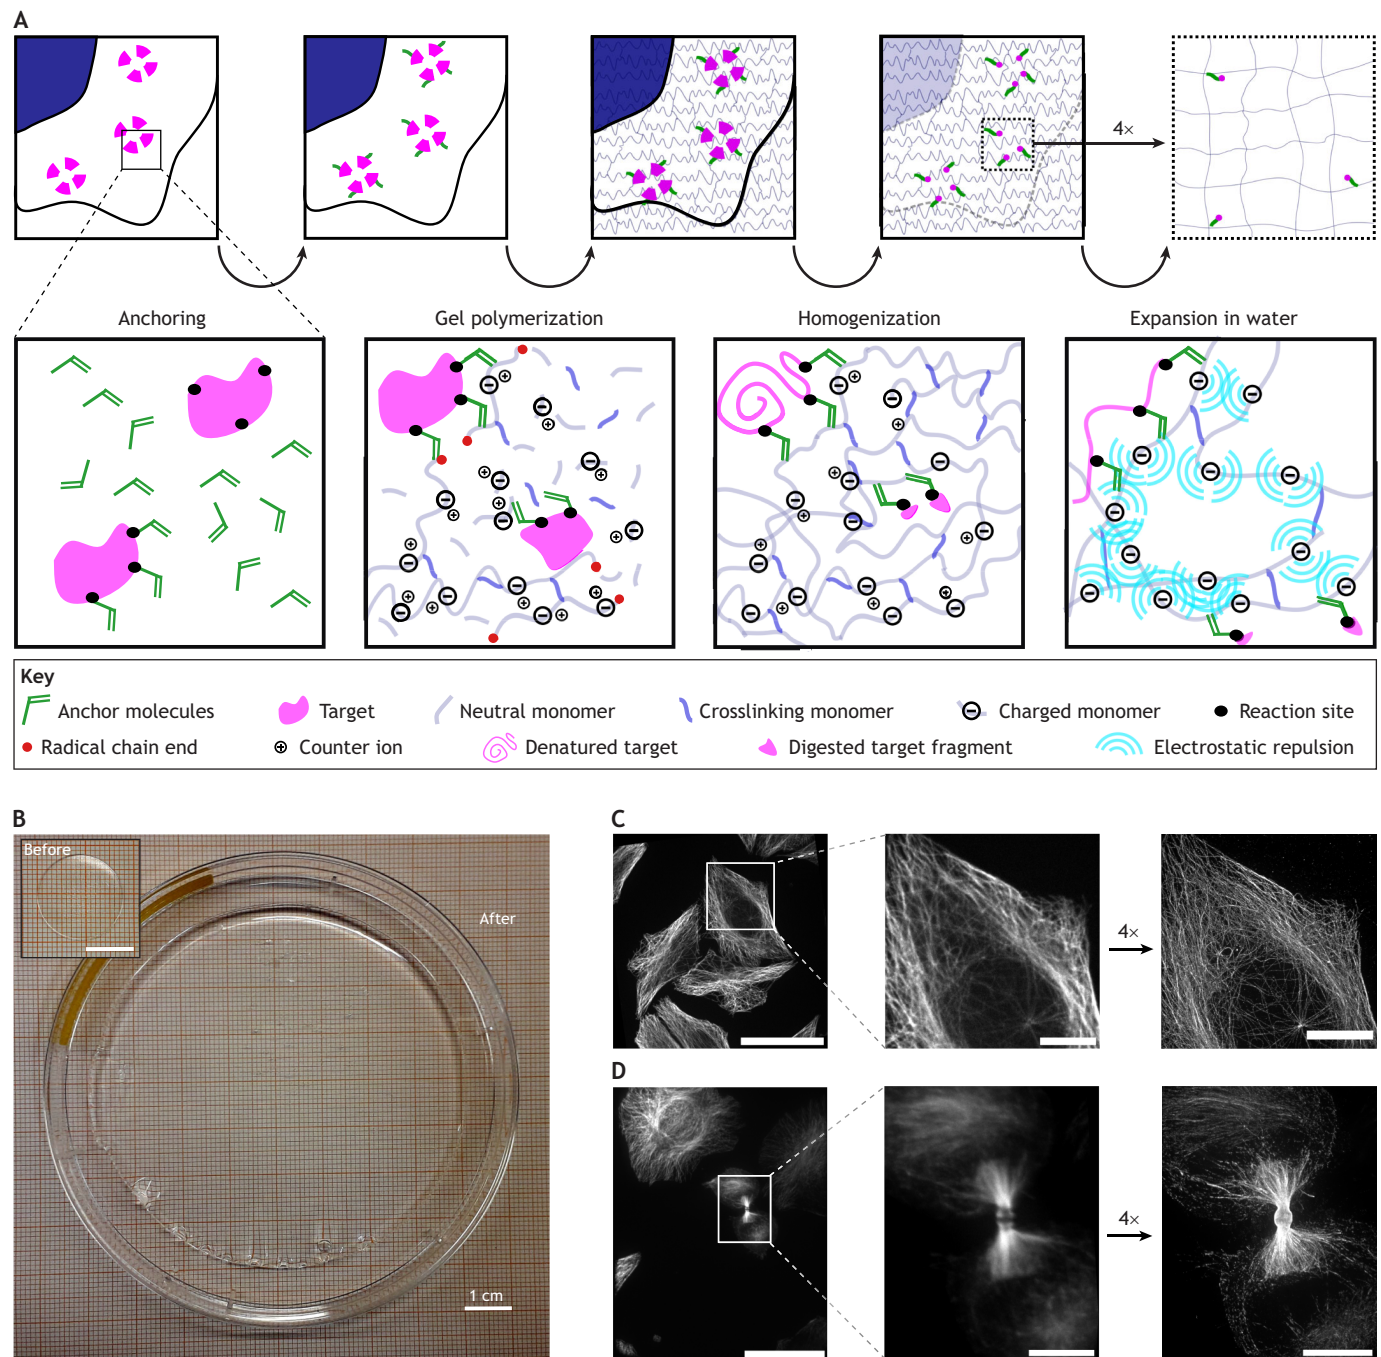 A
4×
Anchoring
Gel polymerization
Homogenization
Expansion in water
Key
Anchor molecules
Target
Neutral monomer
Crosslinking monomer
Charged monomer
Reaction site
Radical chain end
Counter ion
Denatured target
Digested target fragment
Electrostatic repulsion
B
Before
After
1 cm
C
4×
D
4×